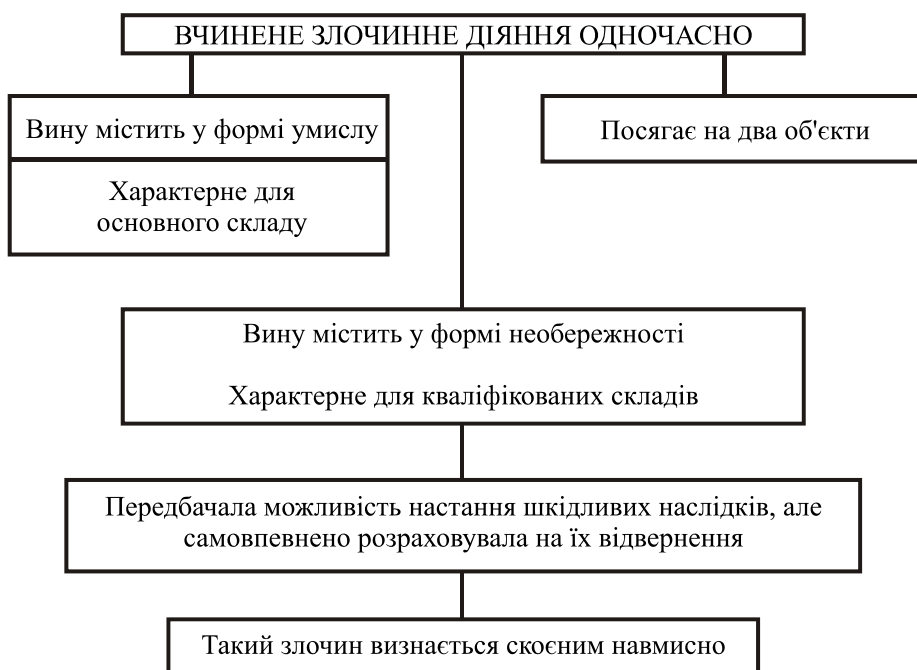 ВЧИНЕНЕ ЗЛОЧИННЕ ДІЯННЯ ОДНОЧАСНО
Вину містить у формі умислу
Характерне для
основного складу
Посягає на два об'єкти
Вину містить у формі необережності
Характерне для кваліфікованих складів
Передбачала можливість настання шкідливих наслідків, але
самовпевнено розраховувала на їх відвернення
Такий злочин визнається скоєним навмисно